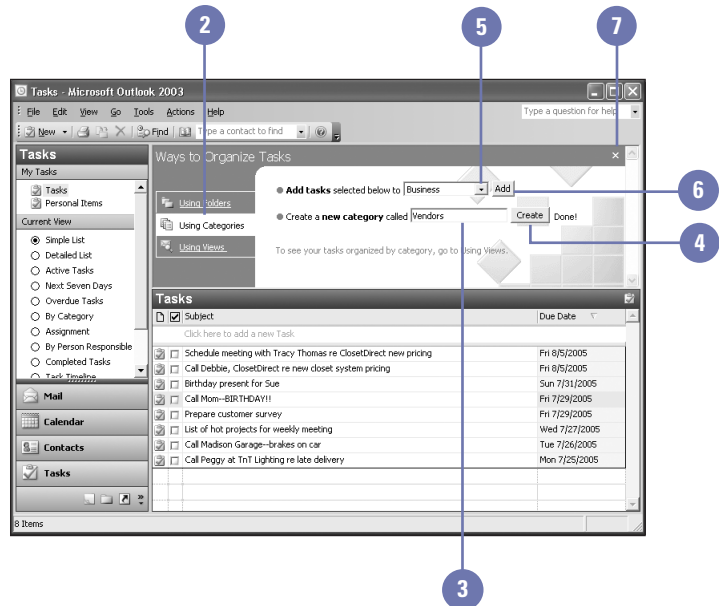 2
5
7
Tasks - Microsoft Outlook 2003
File Edit View Go Tools Actions Help
Type a question for help
New
Find
Type a contact to find
Tasks
My Tasks
Tasks
Personal Items
Current View
Simple List
Detailed List
Active Tasks
Next Seven Days
Overdue Tasks
By Category
Assignment
By Person Responsible
Completed Tasks
Task Timeline
Mail
Calendar
Contacts
Tasks
Ways to Organize Tasks
Using Folders
Using Categories
Using Views
Add tasks selected below to Business Add
Create a new category called Vendors Create Done!
To see your tasks organized by category, go to Using Views.
6
4
Tasks
Subject Due Date
Click here to add a new Task
Schedule meeting with Tracy Thomas re ClosetDirect new pricing Fri 8/5/2005
Call Debbie, ClosetDirect re new closet system pricing Fri 8/5/2005
Birthday present for Sue Sun 7/31/2005
Call Mom--BIRTHDAY!! Fri 7/29/2005
Prepare customer survey Fri 7/29/2005
List of hot projects for weekly meeting Wed 7/27/2005
Call Madison Garage--brakes on car Tue 7/26/2005
Call Peggy at TnT Lighting re late delivery Mon 7/25/2005
8 Items
3